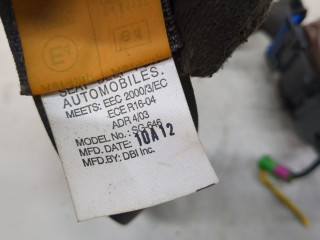 AUTOMOBILES.
MEETS: EEC 2000/3/EC
ECE R16-04
ADR 4/03
MODEL No.: SG-646
MFD. DATE: 10A12
MFD.BY: DBI Inc.